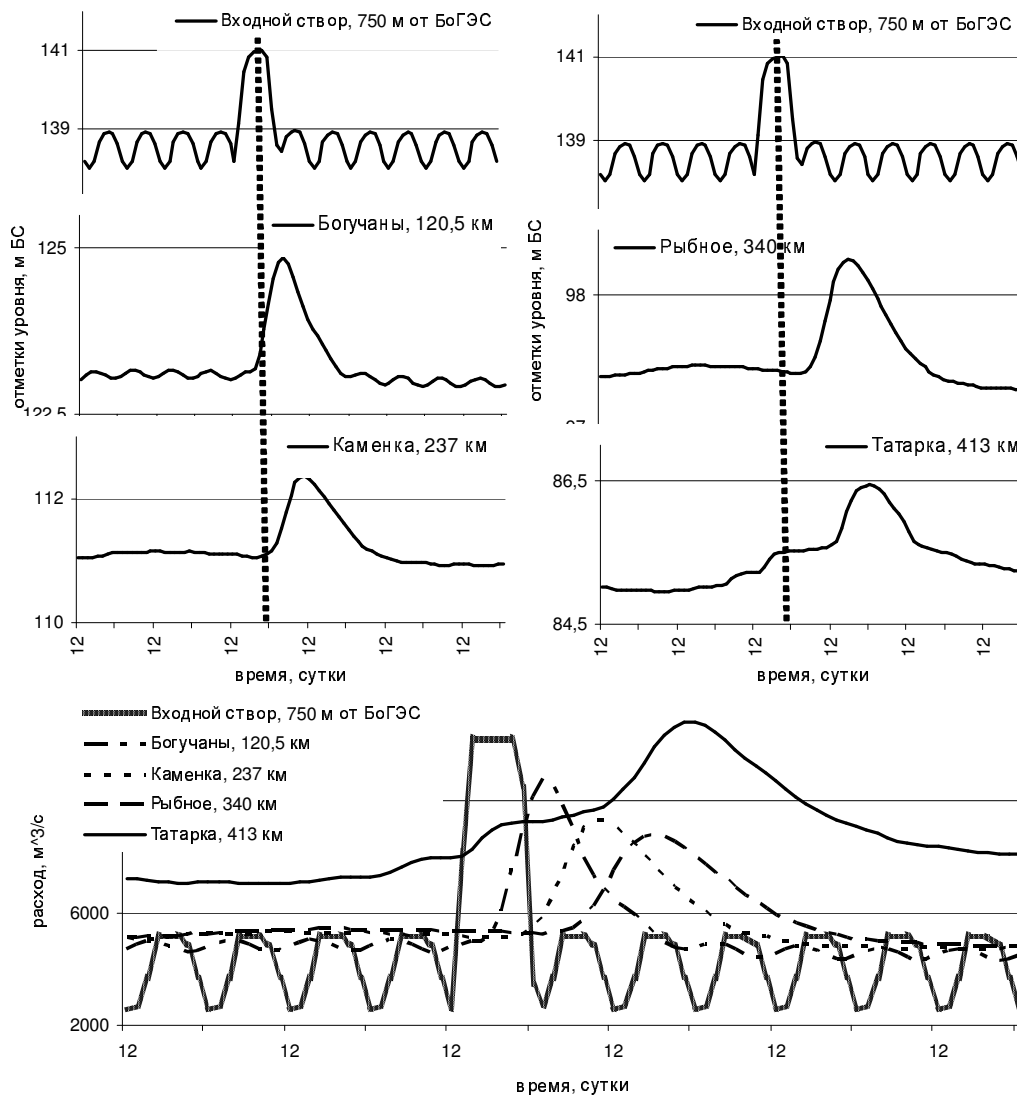 Входной створ, 750 м от БоГЭС
141
139
Богучаны, 120,5 км
125
отметки уровня, м БС
122,5
Каменка, 237 км
112
110
12 12 12 12 12 12
время, сутки
Входной створ, 750 м от БоГЭС
141
139
Рыбное, 340 км
98
отметки уровня, м БС
97
Татарка, 413 км
86,5
84,5
12 12 12 12 12 12
время, сутки
Входной створ, 750 м от БоГЭС
Богучаны, 120,5 км
Каменка, 237 км
Рыбное, 340 км
Татарка, 413 км
расход, м^3/с
6000
2000
12 12 12 12 12 12
время, сутки